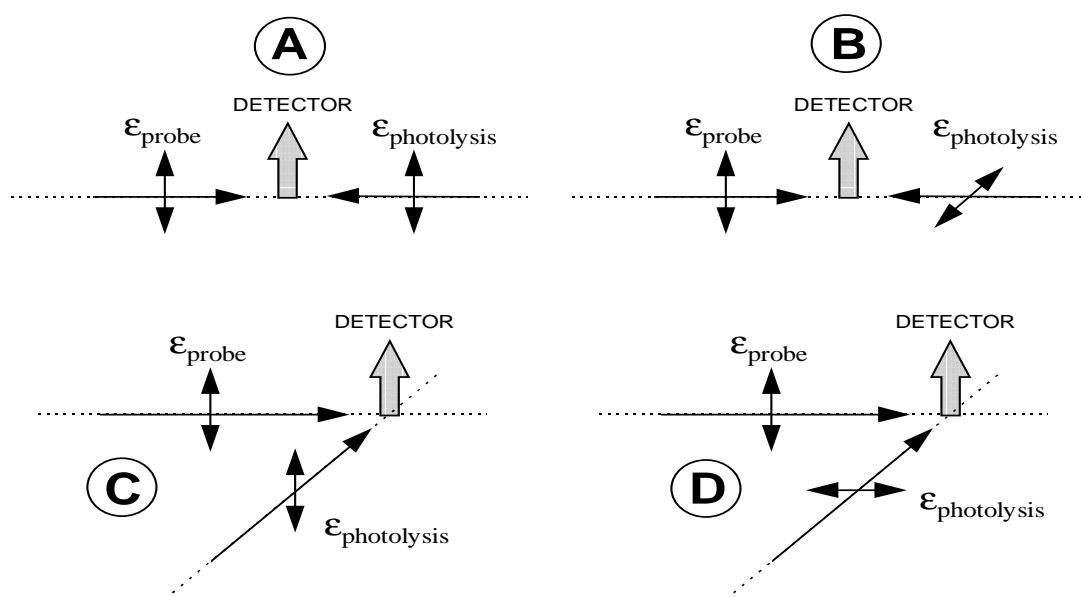 A
DETECTOR
εprobe
εphotolysis
B
DETECTOR
εprobe
εphotolysis
DETECTOR
εprobe
C
εphotolysis
DETECTOR
εprobe
D
εphotolysis